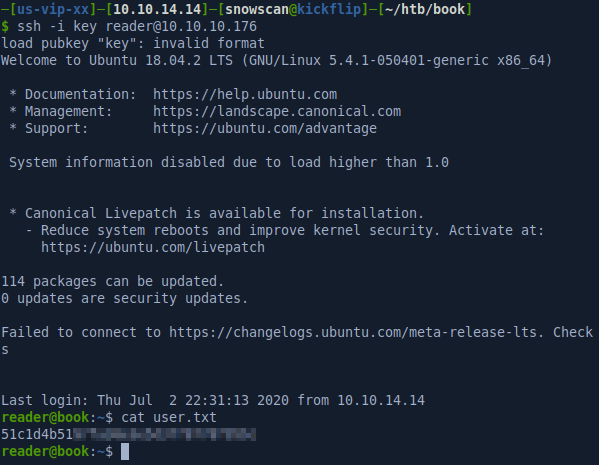 ─[us-vip-xx]─[10.10.14.14]─[snowscan@kickflip]─[~/htb/book]
$ ssh -i key reader@10.10.10.176
load pubkey "key": invalid format
Welcome to Ubuntu 18.04.2 LTS (GNU/Linux 5.4.1-050401-generic x86_64)
* Documentation:  https://help.ubuntu.com
* Management:     https://landscape.canonical.com
* Support:        https://ubuntu.com/advantage
System information disabled due to load higher than 1.0
* Canonical Livepatch is available for installation.
- Reduce system reboots and improve kernel security. Activate at:
https://ubuntu.com/livepatch
114 packages can be updated.
0 updates are security updates.
Failed to connect to https://changelogs.ubuntu.com/meta-release-lts. Check
s
Last login: Thu Jul  2 22:31:13 2020 from 10.10.14.14
reader@book:~$ cat user.txt
51c1d4b51
reader@book:~$